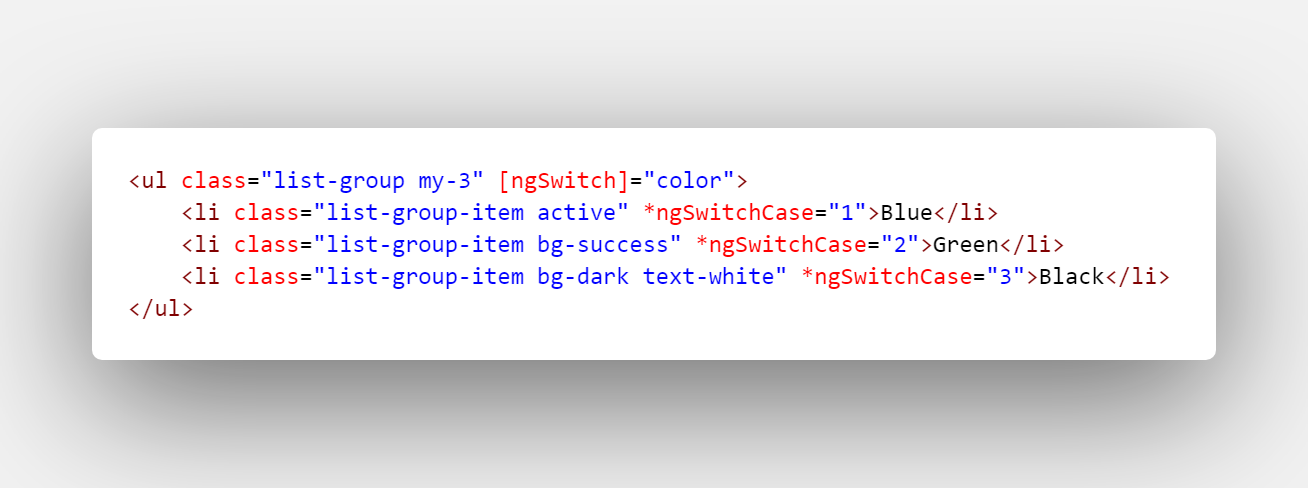 <ul class="list-group my-3" [ngSwitch]="color">
    <li class="list-group-item active" *ngSwitchCase="1">Blue</li>
    <li class="list-group-item bg-success" *ngSwitchCase="2">Green</li>
    <li class="list-group-item bg-dark text-white" *ngSwitchCase="3">Black</li>
</ul>